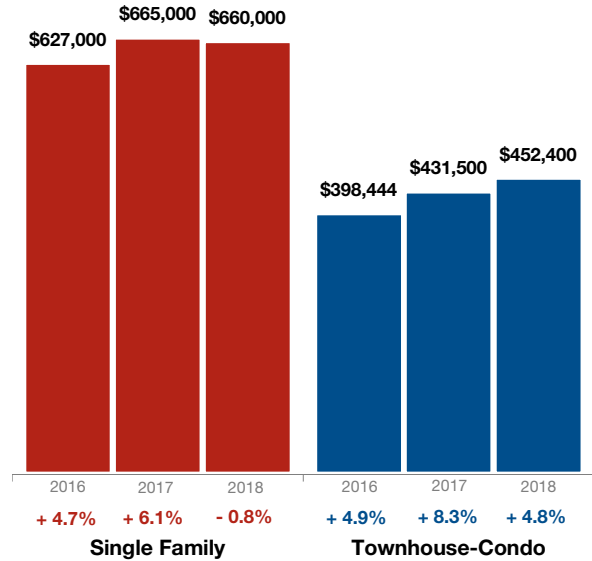 $627,000 $665,000 $660,000
$398,444 $431,500 $452,400
2016 2017 2018 2016 2017 2018
+ 4.7% + 6.1% - 0.8% + 4.9% + 8.3% + 4.8%
Single Family Townhouse-Condo